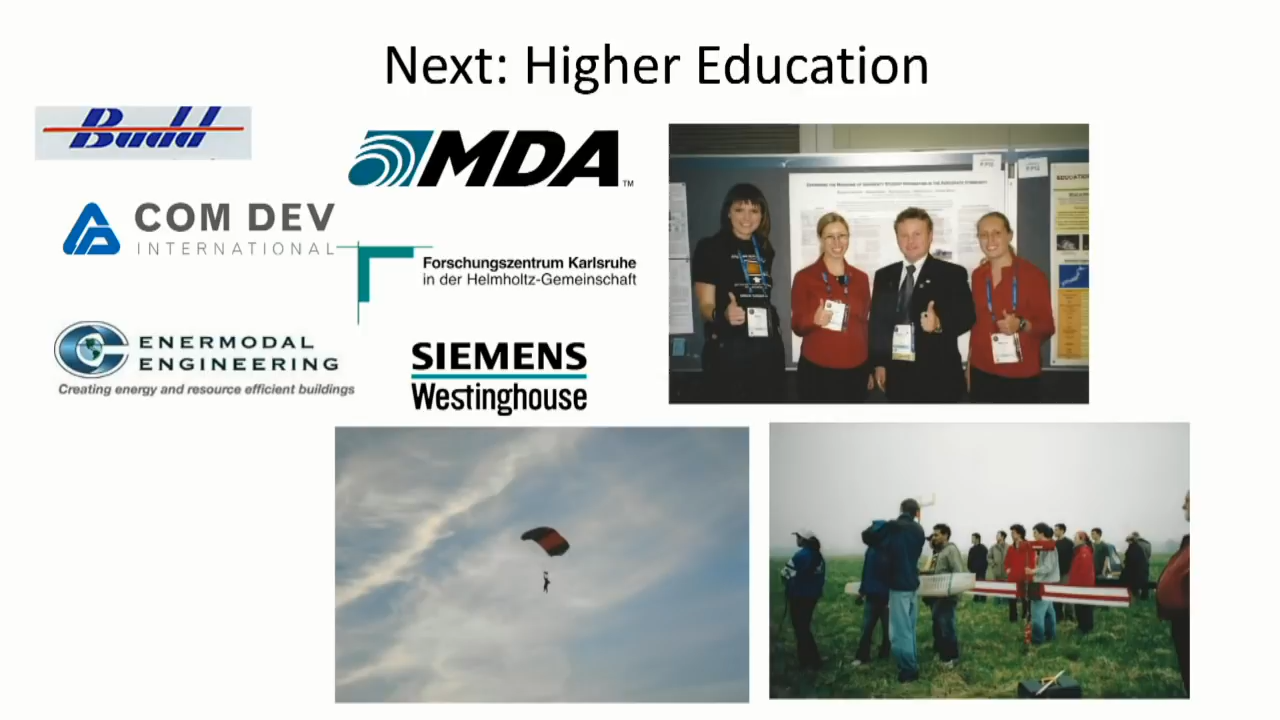 Next: Higher Education
Budd
MDA™
COM DEV
INTERNATIONAL
Forschungszentrum Karlsruhe
in der Helmholtz-Gemeinschaft
ENERMODAL
ENGINEERING
Creating energy and resource efficient buildings
SIEMENS
Westinghouse